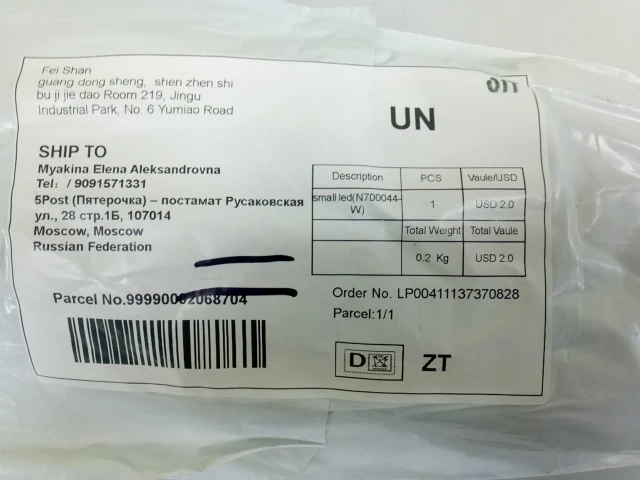 Fei Shan
guang dong sheng, shen zhen shi
bu ji jie dao Room 219, Jingu
Industrial Park, No. 6 Yumiao Road
UN
SHIP TO
Myakina Elena Aleksandrovna
Tel: / 9091571331
5Post (Пятерочка) – постамат Русаковская
ул., 28 стр.1Б, 107014
Moscow, Moscow
Russian Federation
Description PCS Vaule/USD
small led(N700044-
W) 1 USD 2.0
Total Weight Total Vaule
0.2 Kg USD 2.0
Parcel No.99990002068704
Order No. LP00411137370828
Parcel:1/1
D ZT